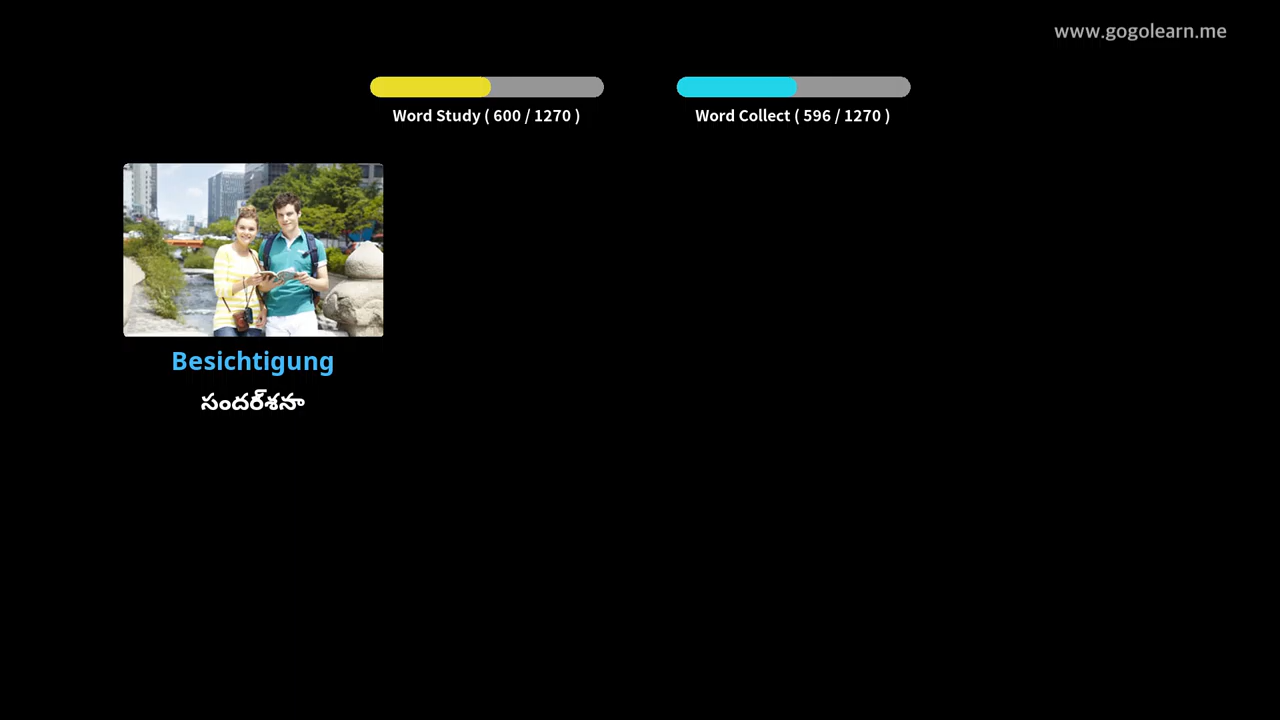 www.gogolearn.me
Word Study ( 600 / 1270 )
Word Collect ( 596 / 1270 )
Besichtigung
సందర్శనా